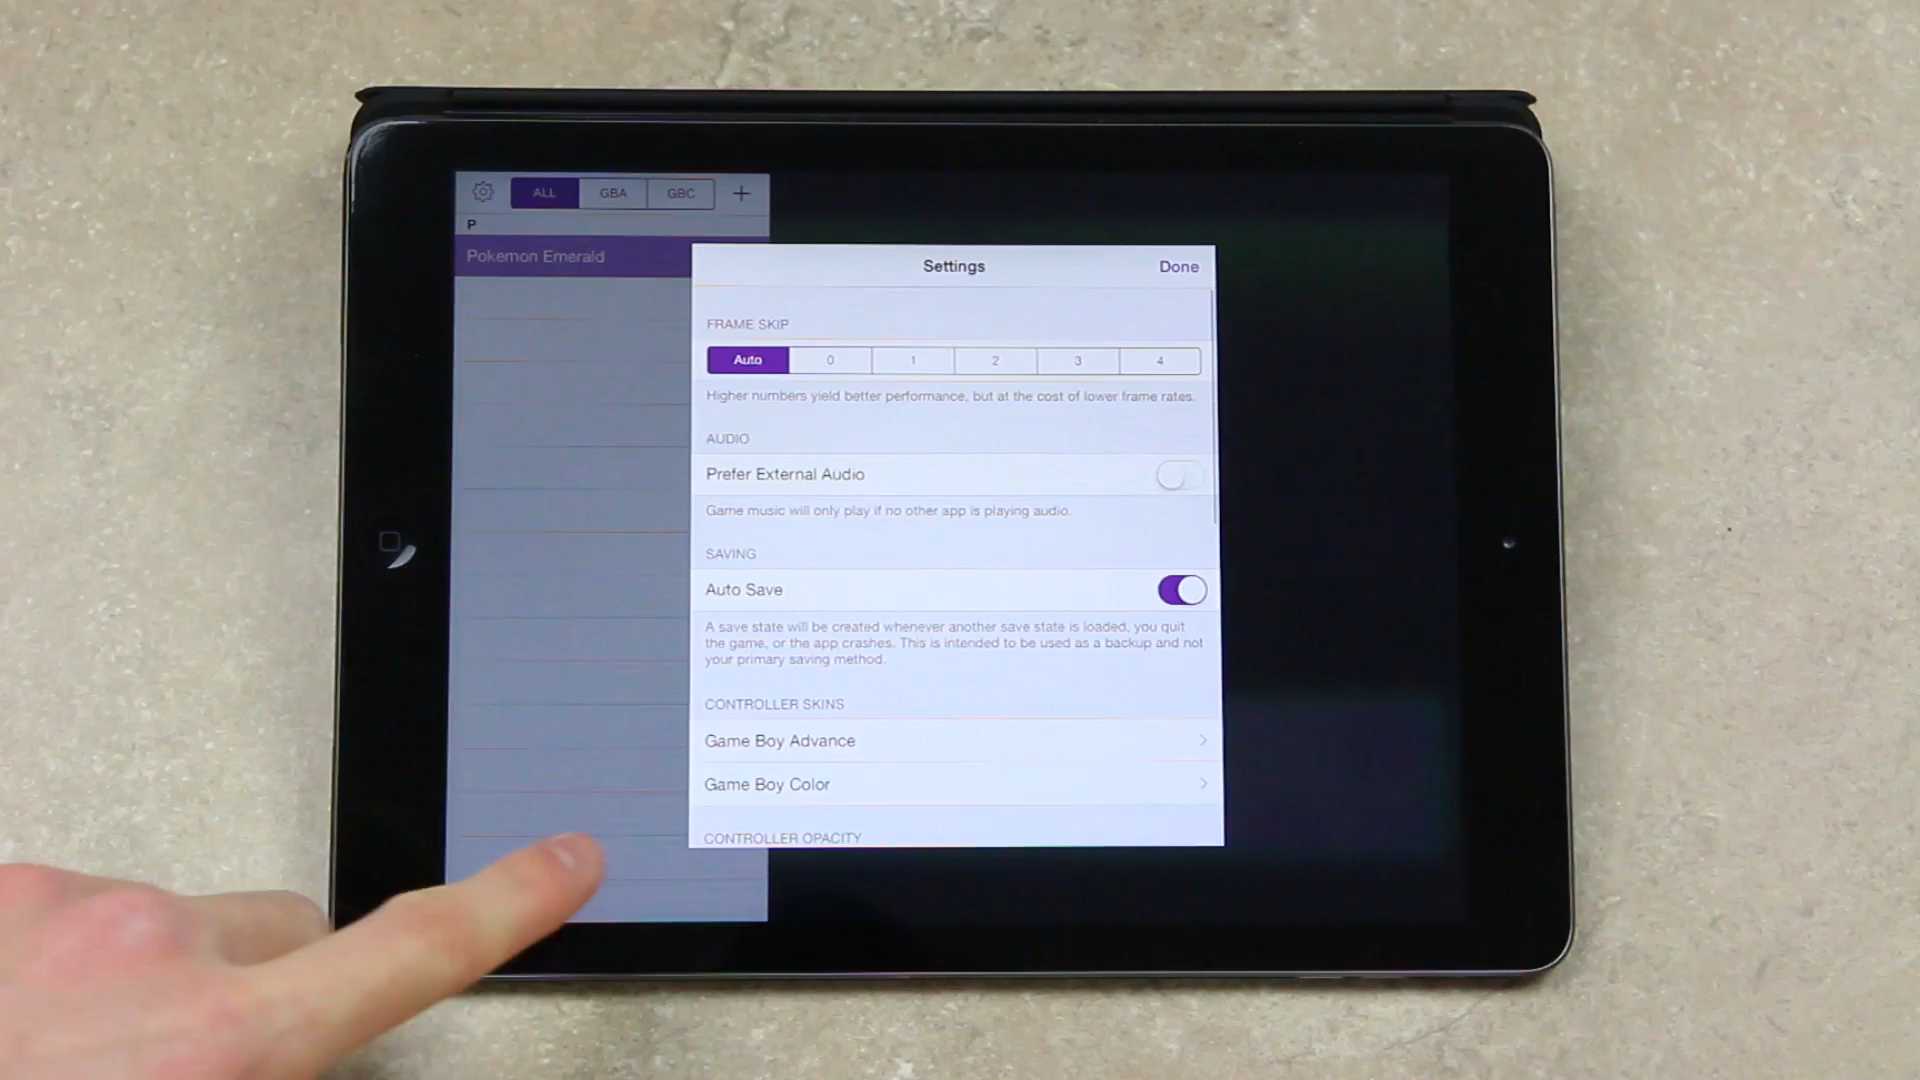 ALL GBA GBC +
P
Pokemon Emerald
Settings Done
FRAME SKIP
Auto 0 1 2 3 4
Higher numbers yield better performance, but at the cost of lower frame rates.
AUDIO
Prefer External Audio
Game music will only play if no other app is playing audio.
SAVING
Auto Save
A save state will be created whenever another save state is loaded, you quit
the game, or the app crashes. This is intended to be used as a backup and not
your primary saving method.
CONTROLLER SKINS
Game Boy Advance
Game Boy Color
CONTROLLER OPACITY